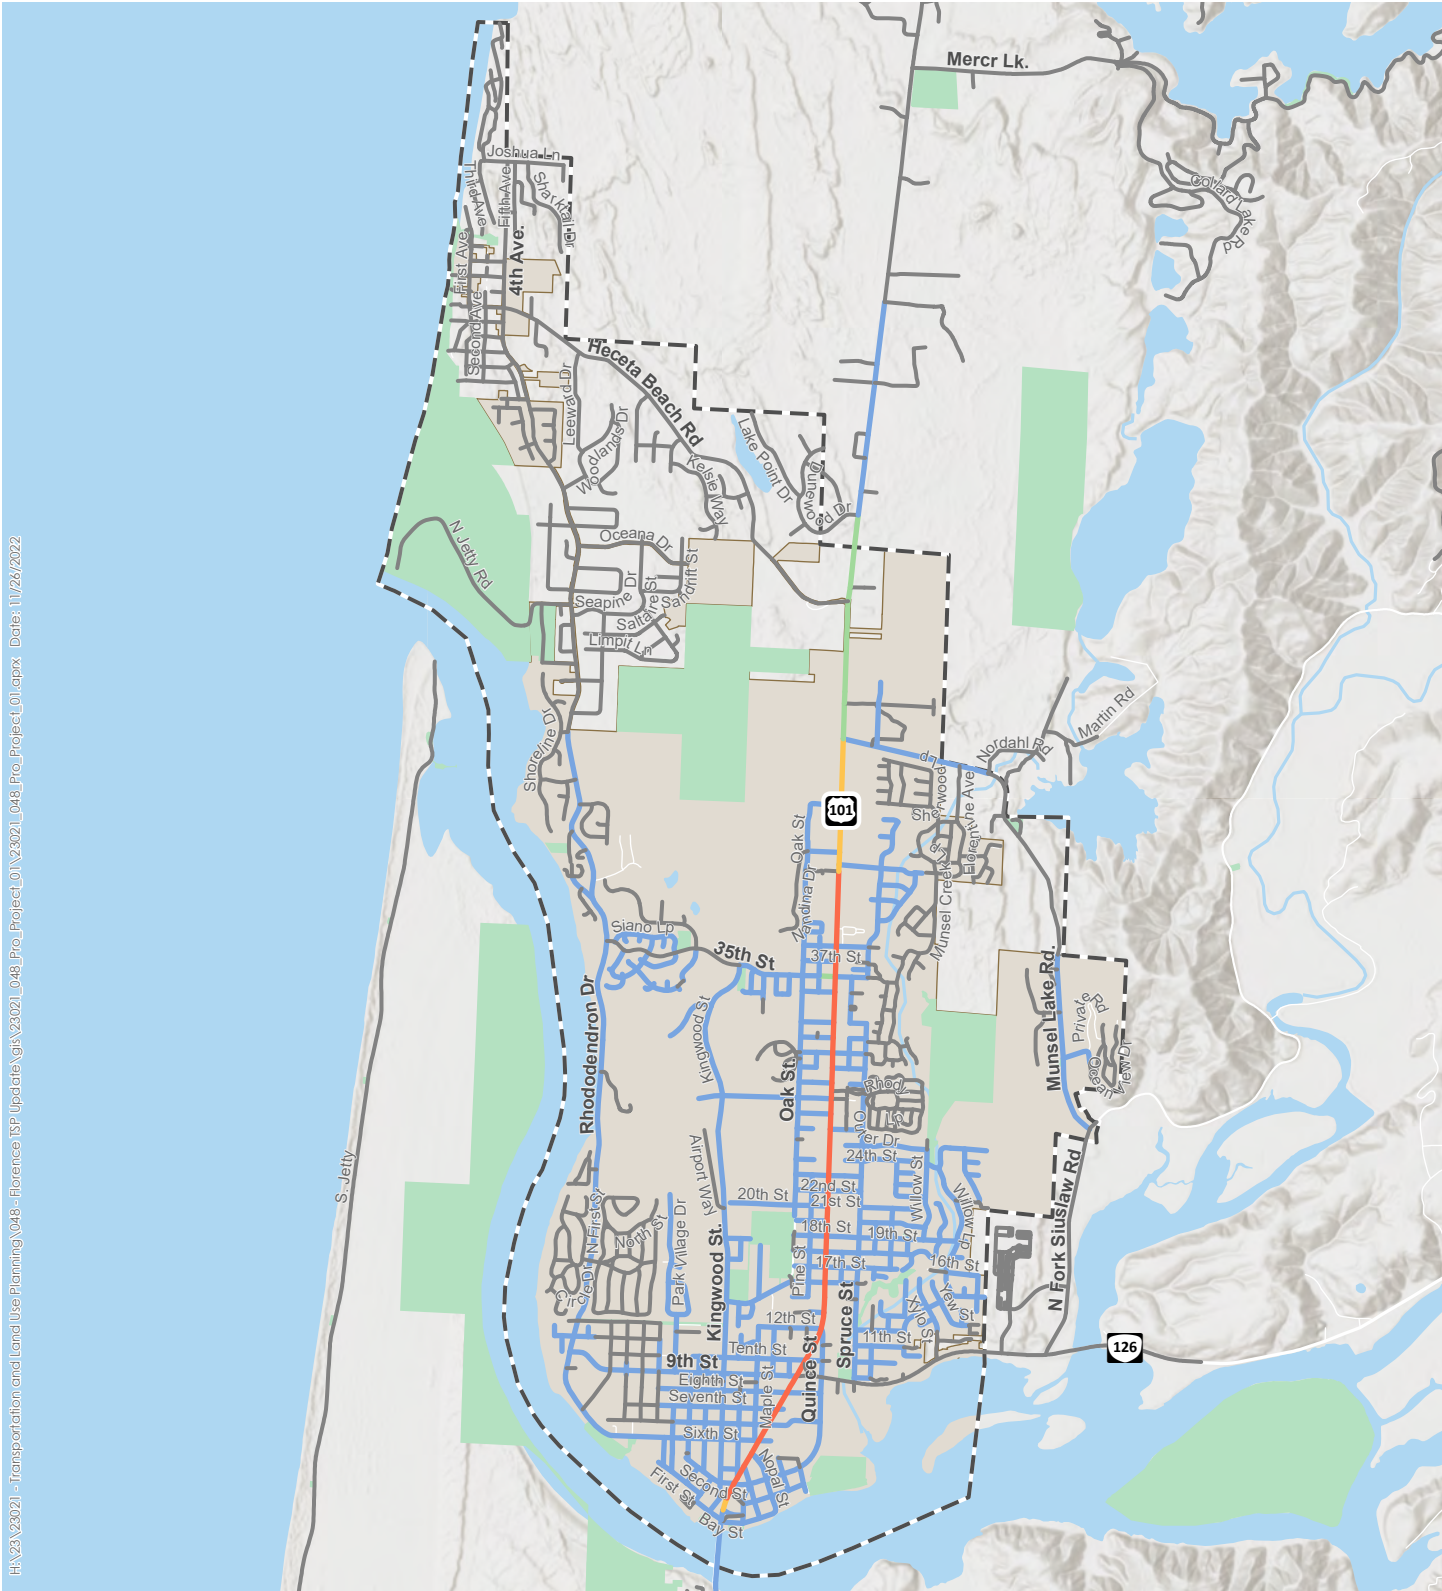 Mercr Lk.
Joshua Ln
Third Ave
Fifth Ave
Sharktail Dr
Collard Lake Rd
First Ave
4th Ave.
Second Ave
Heceta Beach Rd
Leeward Dr
Woodlands Dr
Lake Point Dr
Kelsie Way
Dunewood Dr
N Jetty Rd
Oceana Dr
Sandrift St
Seapine Dr
Saltaire St
Limpit Ln
Shoreline Dr
Martin Rd
Nordahl Rd
Sherwood Lp
Florentine Ave
101
Oak St
Munsel Creek Lp
Nandina Dr
Siano Lp
35th St
37th St
Rhododendron Dr
Kingwood St
Munsel Lake Rd.
Private Rd
Ocean View Dr
Oak St.
Rhody Lp
Airport Way
24th St
Willow St
22nd St
20th St
21st St
Willow Lp
N First St
North St
Park Village Dr
18th St
19th St
S. Jetty
Circle Dr
Kingwood St.
Pine St
17th St
16th St
N Fork Siuslaw Rd
Spruce St
Xylo St
Yew St
12th St
11th St
Tenth St
126
9th St
Eighth St
Seventh St
Maple St
Quince St
Sixth St
Second St
First St
Nopal St
Bay St
H:\23\23021 - Transportation and Land Use Planning\048 - Florence TSP Update\gis\23021_048_Pro_Project_01\23021_048_Pro_Project_01.aprx Date: 11/26/2022